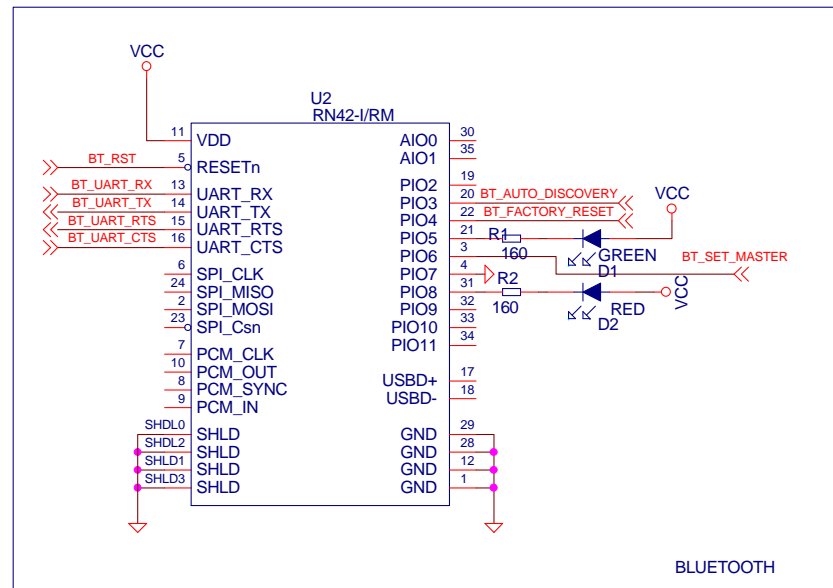 VCC
U2
RN42-I/RM
11 VDD
BT_RST 5 RESETn
BT_UART_RX 13 UART_RX
BT_UART_TX 14 UART_TX
BT_UART_RTS 15 UART_RTS
BT_UART_CTS 16 UART_CTS
6 SPI_CLK
24 SPI_MISO
2 SPI_MOSI
23 SPI_Csn
7 PCM_CLK
10 PCM_OUT
8 PCM_SYNC
9 PCM_IN
SHDL0 SHLD
SHDL2 SHLD
SHLD1 SHLD
SHLD3 SHLD
AIO0 30
AIO1 35
PIO2 19
PIO3 20 BT_AUTO_DISCOVERY
PIO4 22 BT_FACTORY_RESET
PIO5 21 R1 160 GREEN D1 VCC
PIO6 3 BT_SET_MASTER
PIO7 4
PIO8 31 R2 160 RED D2 VCC
PIO9 32
PIO10 33
PIO11 34
USBD+ 17
USBD- 18
GND 29
GND 28
GND 12
GND 1
BLUETOOTH